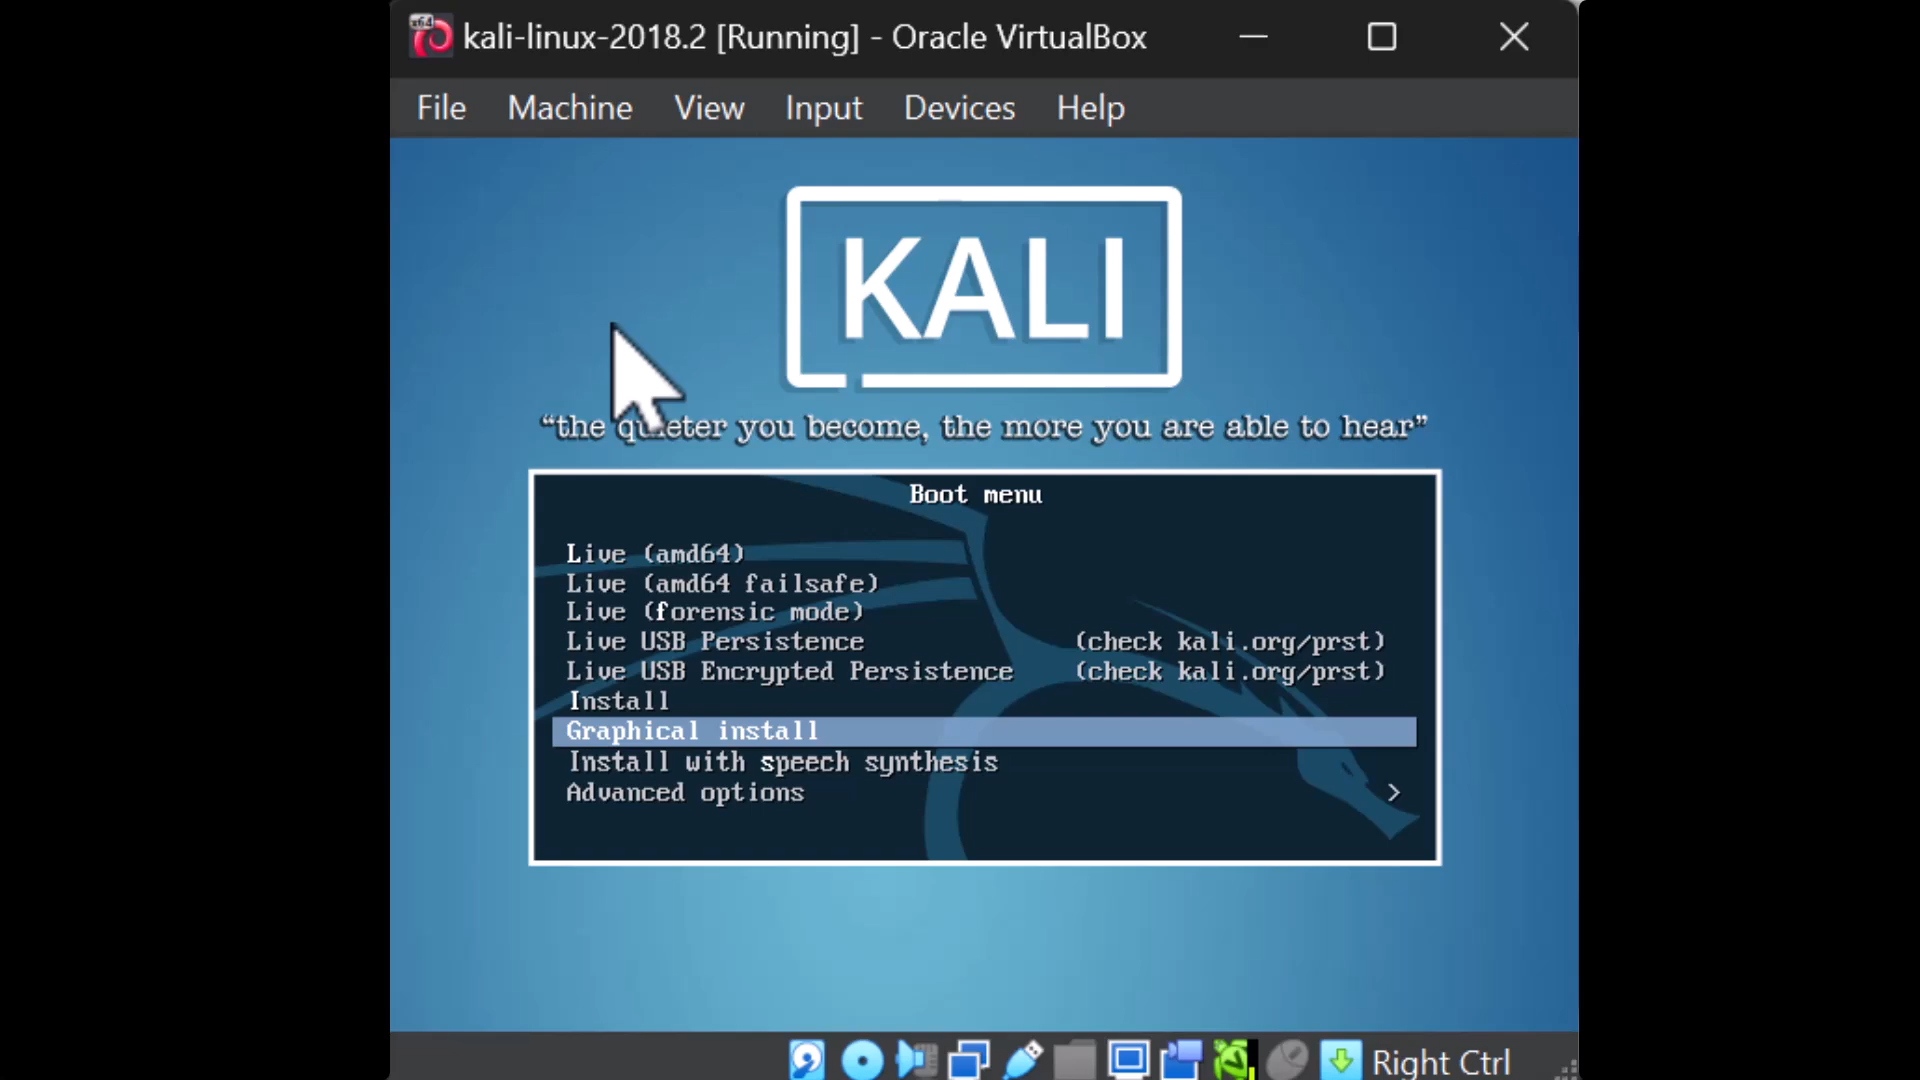 x64
kali-linux-2018.2 [Running] - Oracle VirtualBox
File Machine View Input Devices Help
KALI
“the quieter you become, the more you are able to hear”
Boot menu
Live (amd64)
Live (amd64 failsafe)
Live (forensic mode)
Live USB Persistence (check kali.org/prst)
Live USB Encrypted Persistence (check kali.org/prst)
Install
Graphical install
Install with speech synthesis
Advanced options >
Right Ctrl